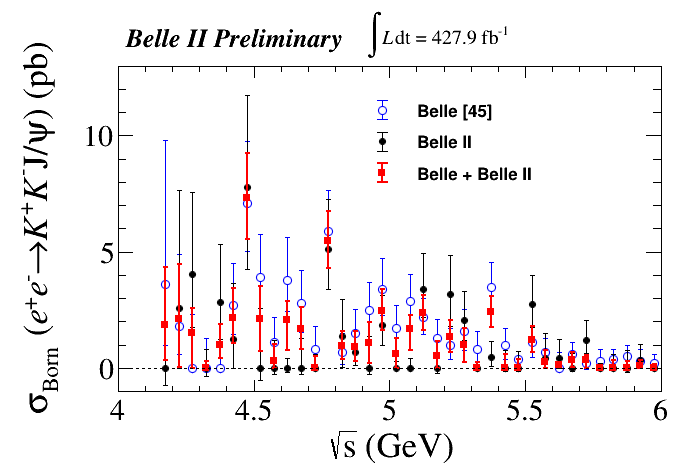 Belle II Preliminary ∫Ldt = 427.9 fb⁻¹
σ_Born (e⁺e⁻→K⁺K⁻J/ψ) (pb)
Belle [45]
Belle II
Belle + Belle II
10
5
0
4 4.5 5 5.5 6
√s (GeV)